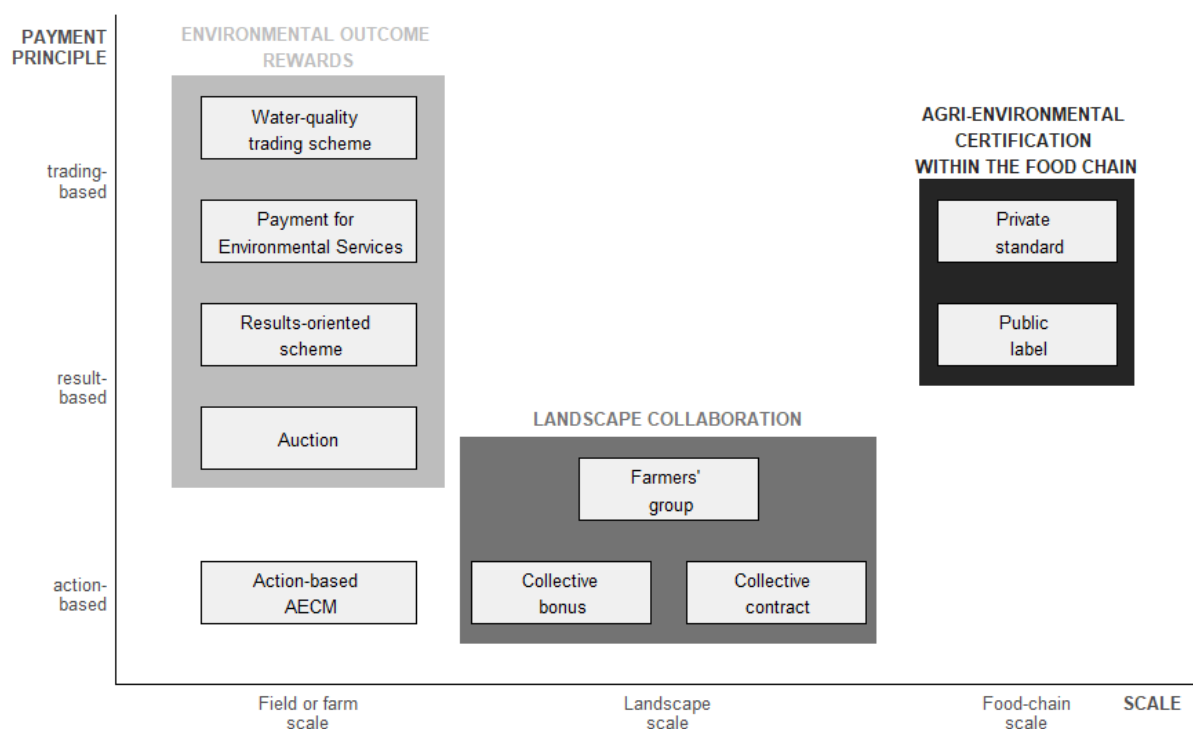 PAYMENT
PRINCIPLE
ENVIRONMENTAL OUTCOME
REWARDS
Water-quality
trading scheme
trading-
based
Payment for
Environmental Services
Results-oriented
scheme
result-
based
Auction
AGRI-ENVIRONMENTAL
CERTIFICATION
WITHIN THE FOOD CHAIN
Private
standard
Public
label
LANDSCAPE COLLABORATION
Farmers'
group
action-
based
Action-based
AECM
Collective
bonus
Collective
contract
Field or farm
scale
Landscape
scale
Food-chain
scale
SCALE